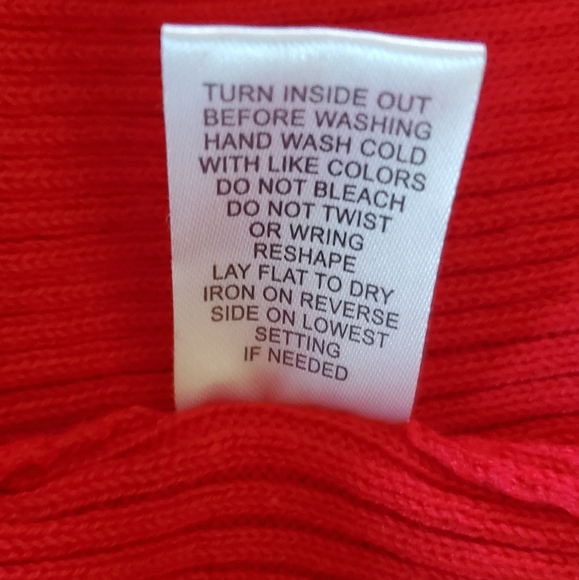 TURN INSIDE OUT
BEFORE WASHING
HAND WASH COLD
WITH LIKE COLORS
DO NOT BLEACH
DO NOT TWIST
OR WRING
RESHAPE
LAY FLAT TO DRY
IRON ON REVERSE
SIDE ON LOWEST
SETTING
IF NEEDED